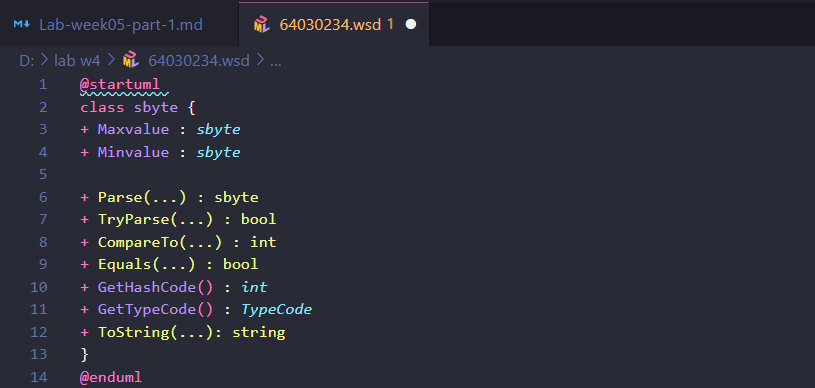 Lab-week05-part-1.md
64030234.wsd 1
D: > lab w4 > 64030234.wsd > ...
1 @startuml
2 class sbyte {
3 + Maxvalue : sbyte
4 + Minvalue : sbyte
5
6 + Parse(...) : sbyte
7 + TryParse(...) : bool
8 + CompareTo(...) : int
9 + Equals(...) : bool
10 + GetHashCode() : int
11 + GetTypeCode() : TypeCode
12 + ToString(...): string
13 }
14 @enduml